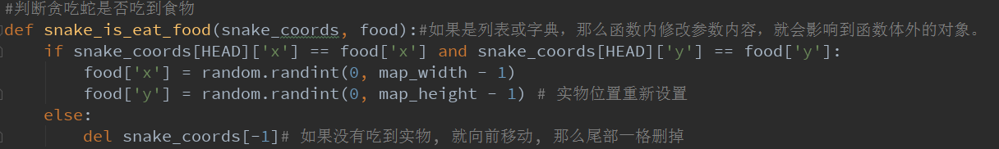 #判断贪吃蛇是否吃到食物
def snake_is_eat_food(snake_coords, food):#如果是列表或字典，那么函数内修改参数内容，就会影响到函数体外的对象。
    if snake_coords[HEAD]['x'] == food['x'] and snake_coords[HEAD]['y'] == food['y']:
        food['x'] = random.randint(0, map_width - 1)
        food['y'] = random.randint(0, map_height - 1) # 实物位置重新设置
    else:
        del snake_coords[-1]# 如果没有吃到实物, 就向前移动, 那么尾部一格删掉